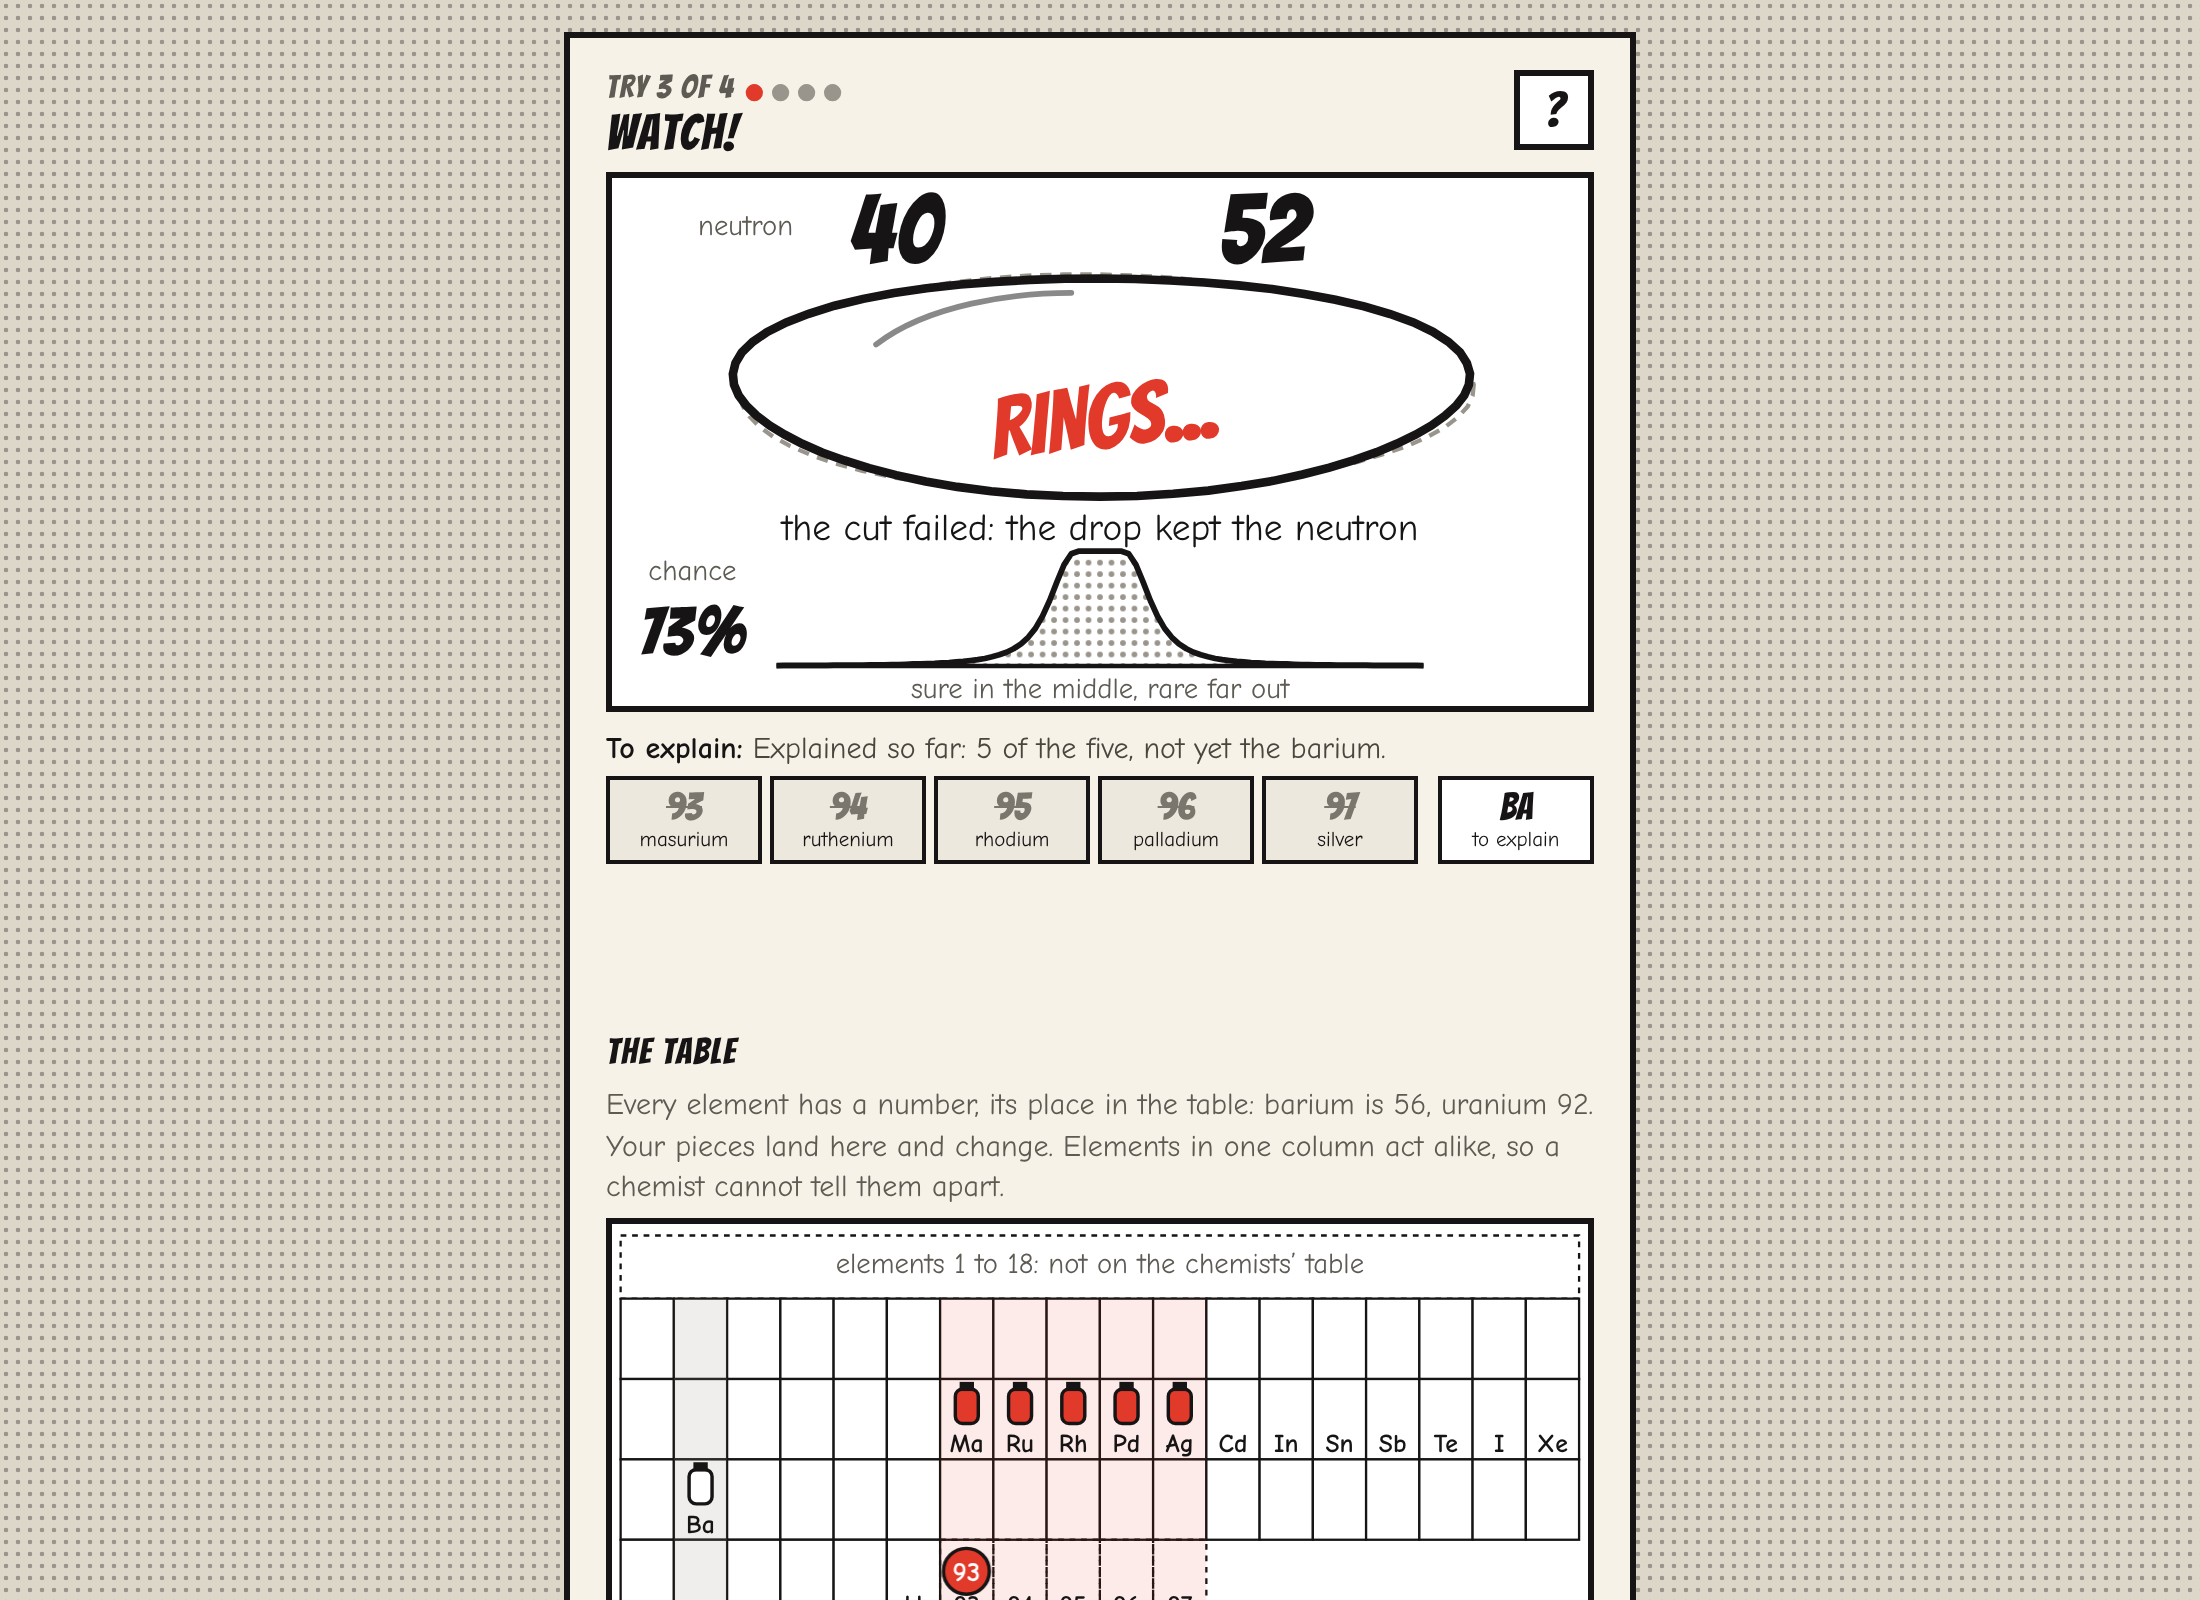 TRY 3 OF 4
WATCH!
?
neutron
40
52
RINGS...
the cut failed: the drop kept the neutron
chance
73%
sure in the middle, rare far out
To explain: Explained so far: 5 of the five, not yet the barium.
93
masurium
94
ruthenium
95
rhodium
96
palladium
97
silver
BA
to explain
THE TABLE
Every element has a number, its place in the table: barium is 56, uranium 92.
Your pieces land here and change. Elements in one column act alike, so a
chemist cannot tell them apart.
elements 1 to 18: not on the chemists' table
Ma Ru Rh Pd Ag Cd In Sn Sb Te I Xe
Ba
93